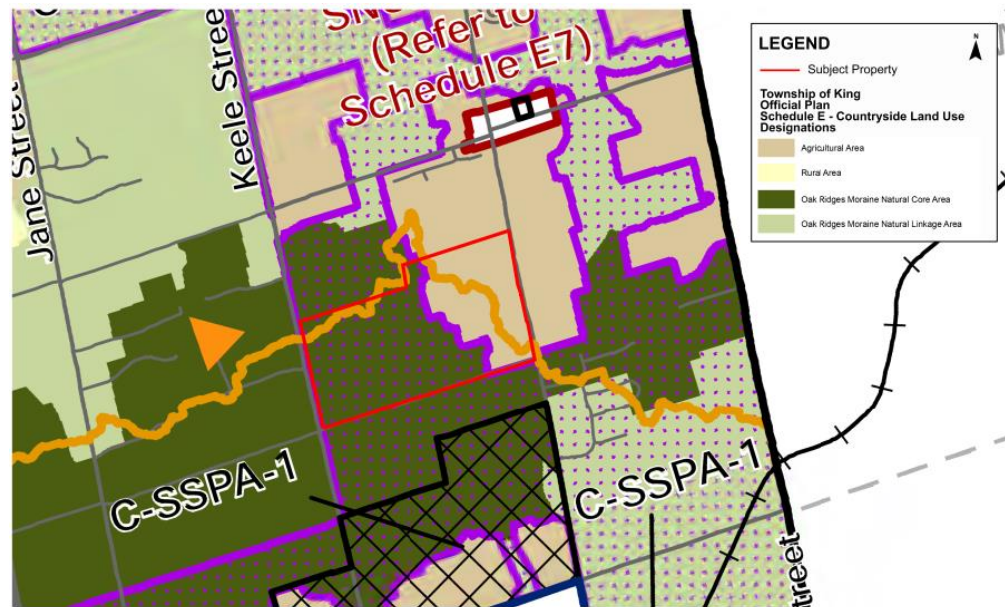 (Refer to
Schedule E7)
Jane Street
Keele Stree
C-SSPA-1
C-SSPA-1
treet
LEGEND
N
Subject Property
Township of King
Official Plan
Schedule E - Countryside Land Use
Designations
Agricultural Area
Rural Area
Oak Ridges Moraine Natural Core Area
Oak Ridges Moraine Natural Linkage Area